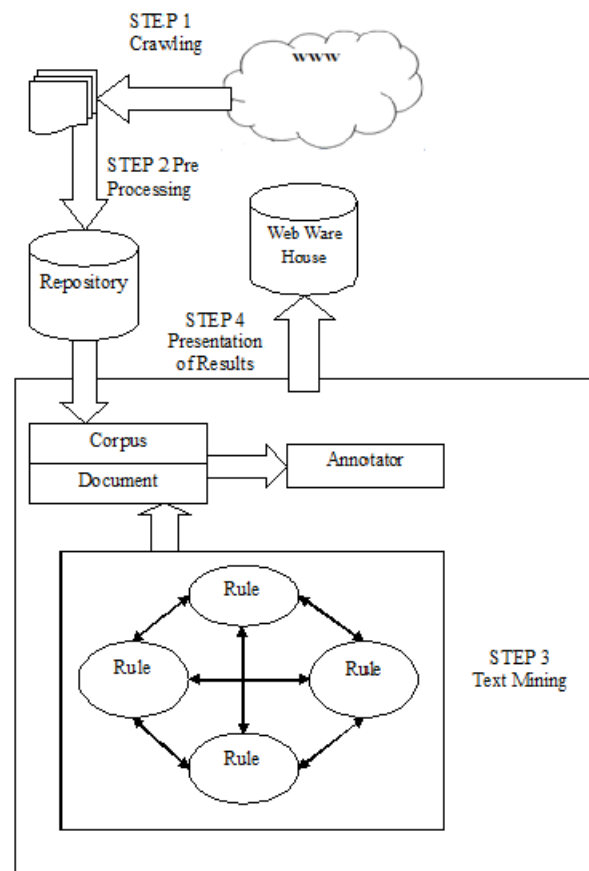 STEP 1
Crawling
www
STEP 2 Pre
Processing
Web Ware
House
Repository
STEP 4
Presentation
of Results
Corpus
Document
Annotator
Rule
Rule
Rule
Rule
STEP 3
Text Mining